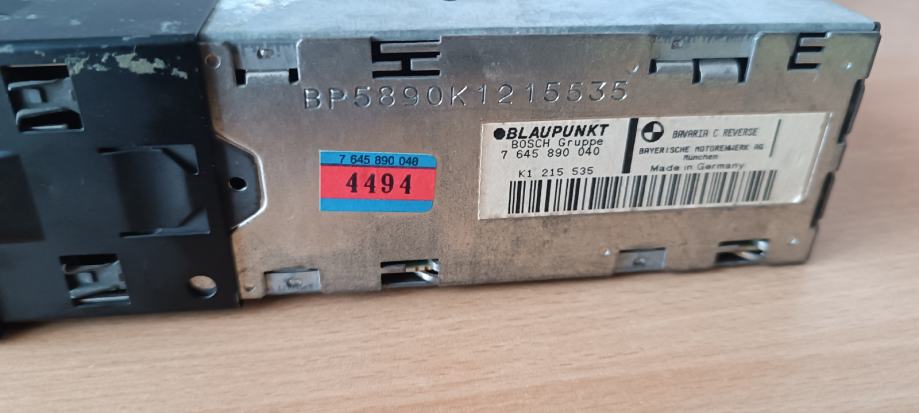 E
BP5890K1215535
7 645 890 040
4494
BLAUPUNKT
BOSCH Gruppe
7 645 890 040
K1 215 535
BAVARIA C REVERSE
BAYERISCHE MOTORENWERK AG
München
Made in Germany